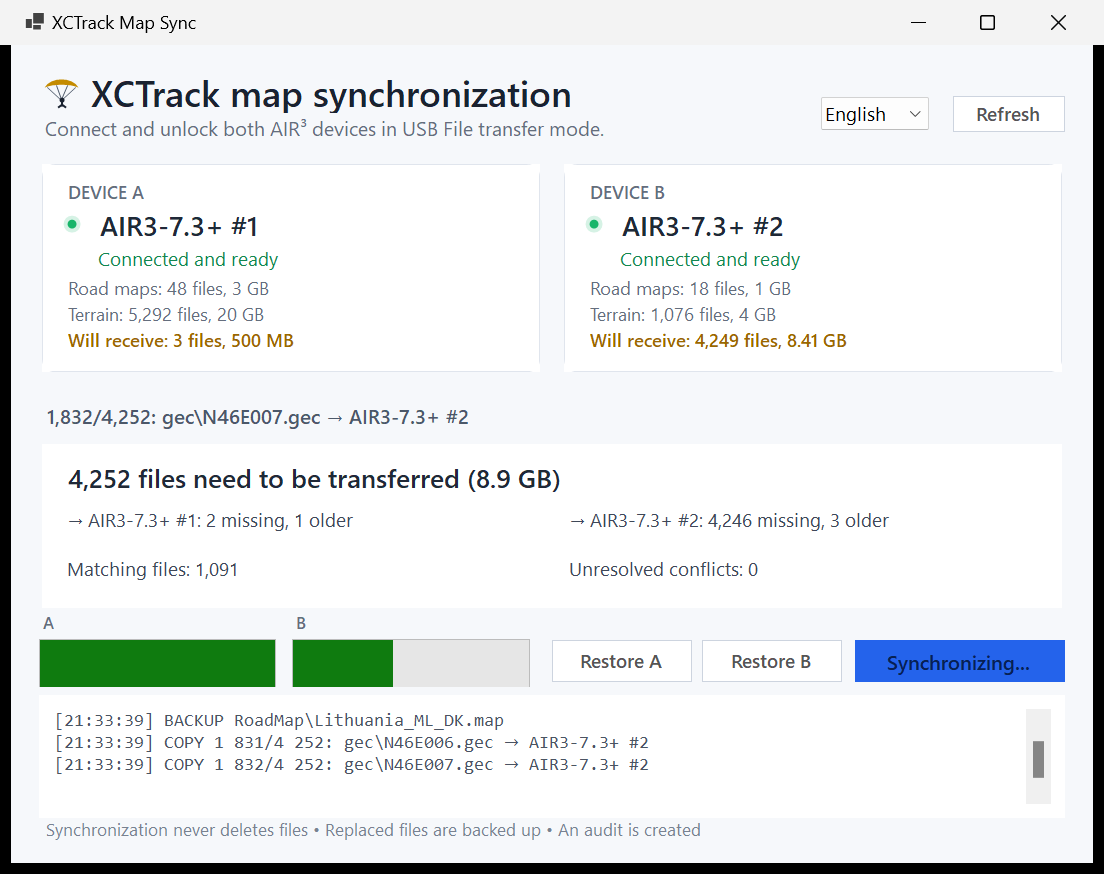 XCTrack Map Sync
XCTrack map synchronization
Connect and unlock both AIR³ devices in USB File transfer mode.
English
Refresh
DEVICE A
AIR3-7.3+ #1
Connected and ready
Road maps: 48 files, 3 GB
Terrain: 5,292 files, 20 GB
Will receive: 3 files, 500 MB
DEVICE B
AIR3-7.3+ #2
Connected and ready
Road maps: 18 files, 1 GB
Terrain: 1,076 files, 4 GB
Will receive: 4,249 files, 8.41 GB
1,832/4,252: gec\N46E007.gec → AIR3-7.3+ #2
4,252 files need to be transferred (8.9 GB)
→ AIR3-7.3+ #1: 2 missing, 1 older
→ AIR3-7.3+ #2: 4,246 missing, 3 older
Matching files: 1,091
Unresolved conflicts: 0
A
B
Restore A
Restore B
Synchronizing...
[21:33:39] BACKUP RoadMap\Lithuania_ML_DK.map
[21:33:39] COPY 1 831/4 252: gec\N46E006.gec → AIR3-7.3+ #2
[21:33:39] COPY 1 832/4 252: gec\N46E007.gec → AIR3-7.3+ #2
Synchronization never deletes files • Replaced files are backed up • An audit is created